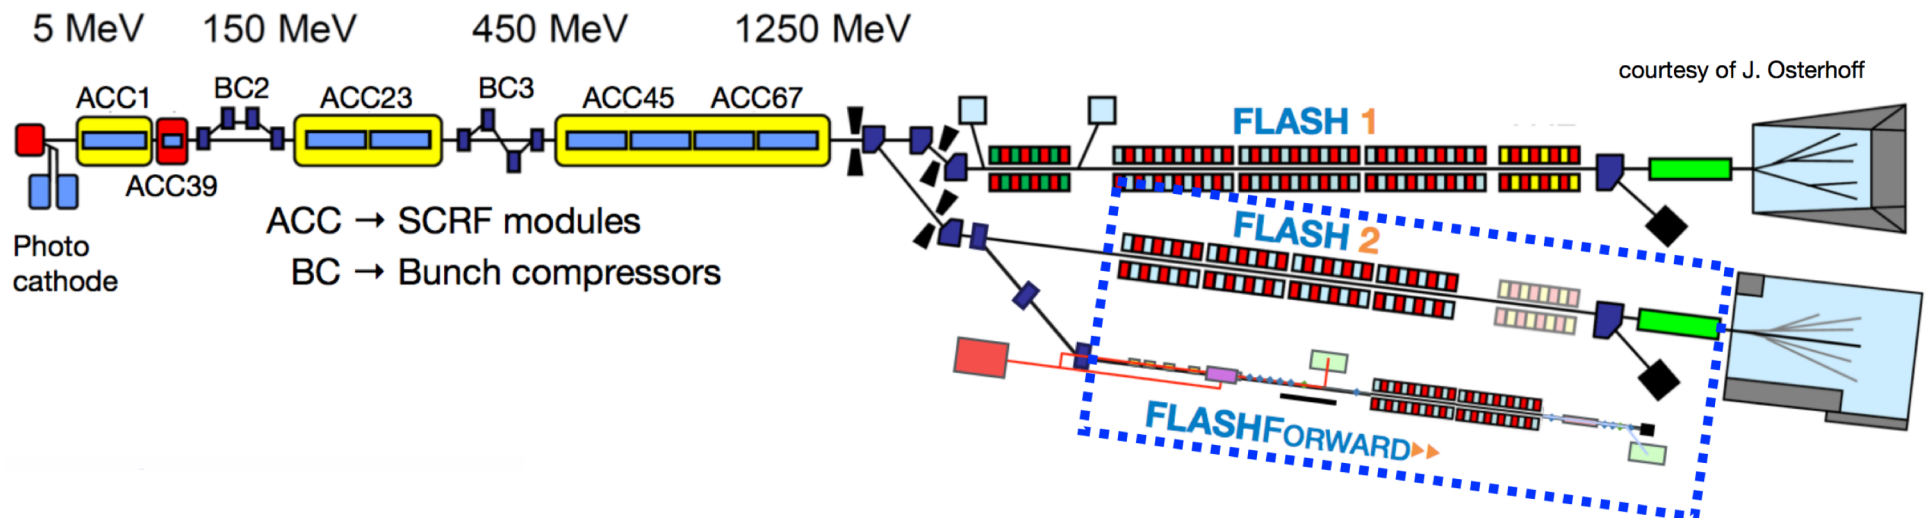 5 MeV 150 MeV 450 MeV 1250 MeV
courtesy of J. Osterhoff
ACC1 BC2 ACC23 BC3 ACC45 ACC67
ACC39
FLASH 1
ACC → SCRF modules
BC → Bunch compressors
Photo
cathode
FLASH 2
FLASHFORWARD